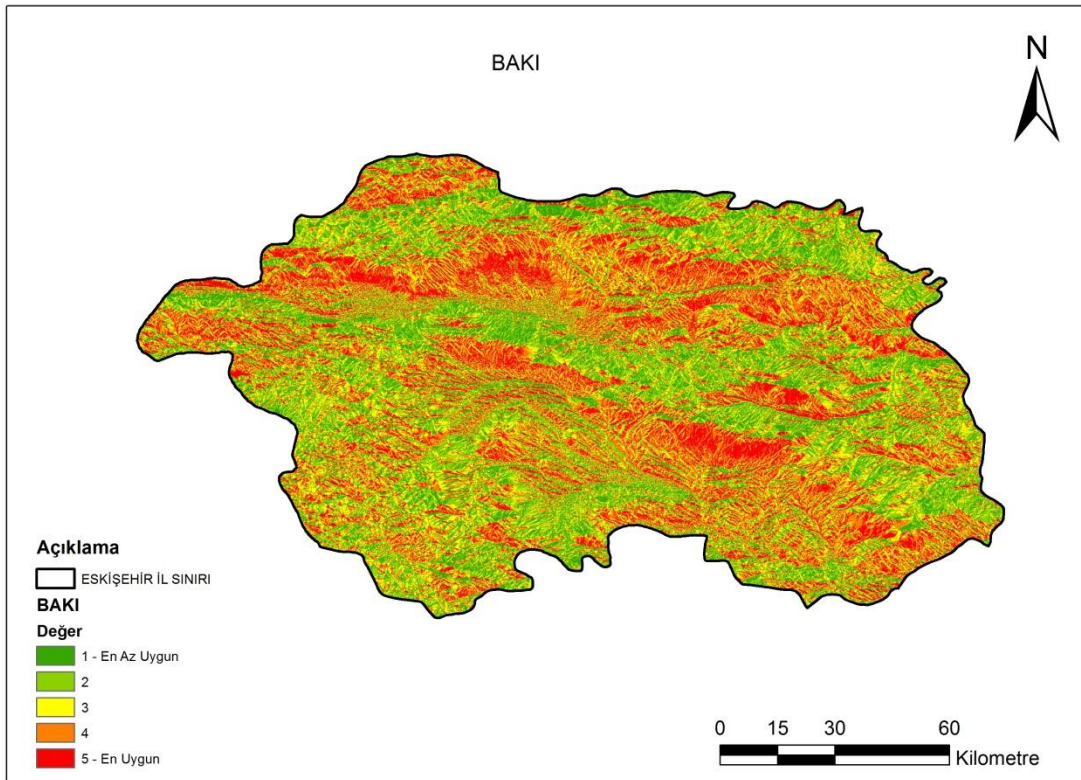 BAKI
N
Açıklama
ESKİŞEHİR İL SINIRI
BAKI
Değer
1 - En Az Uygun
2
3
4
5 - En Uygun
0 15 30 60
Kilometre